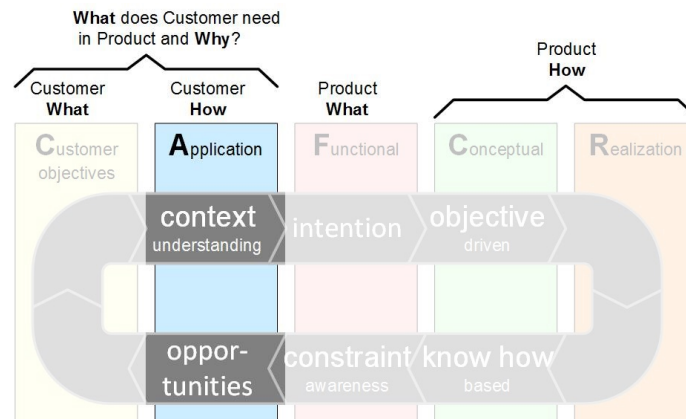 What does Customer need
in Product and Why?
Product
How
Customer
What
Customer
How
Product
What
Customer
objectives
Application
Functional
Conceptual
Realization
context
understanding
intention
objective
driven
oppor-
tunities
constraint
awareness
know how
based